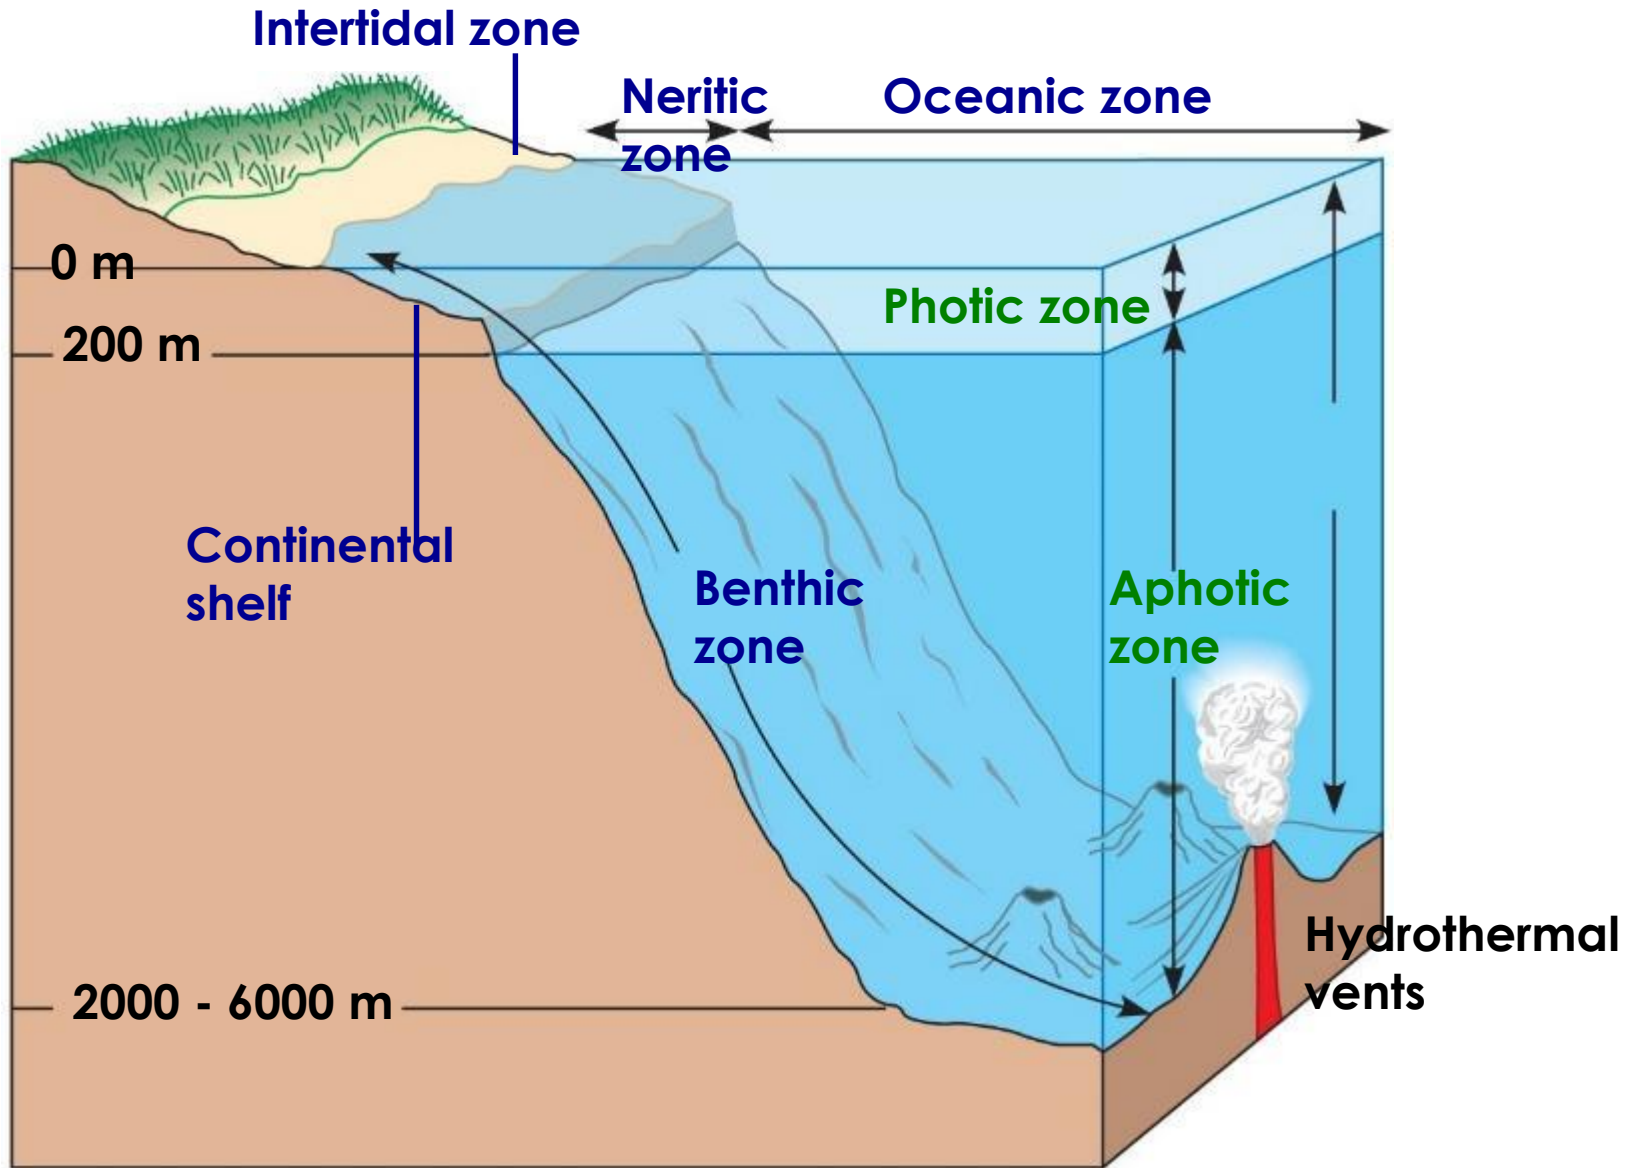 Intertidal zone
Neritic
zone
Oceanic zone
0 m
Photic zone
200 m
Continental
shelf
Benthic
zone
Aphotic
zone
Hydrothermal
vents
2000 - 6000 m